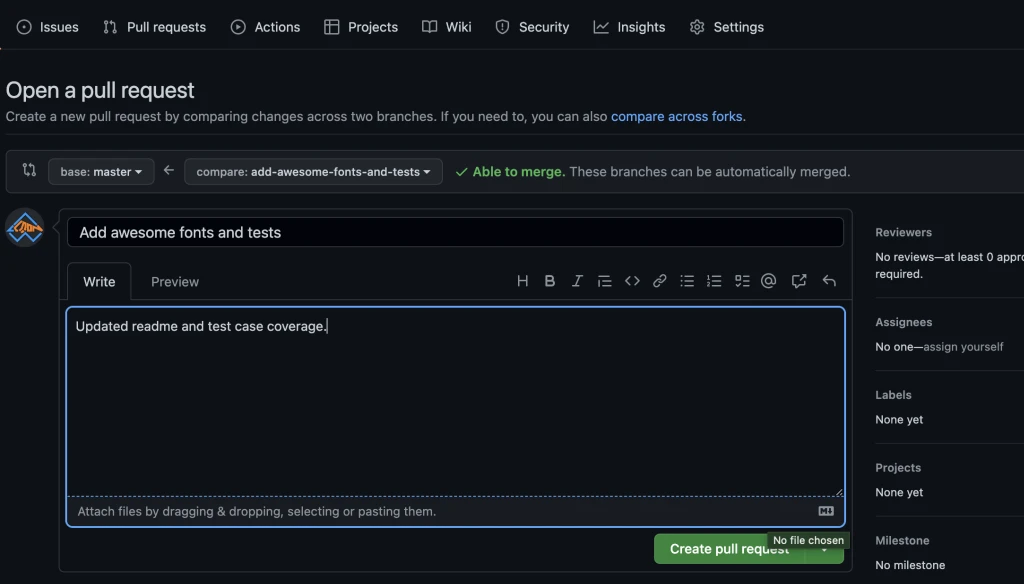 Issues Pull requests Actions Projects Wiki Security Insights Settings
Open a pull request
Create a new pull request by comparing changes across two branches. If you need to, you can also compare across forks.
base: master compare: add-awesome-fonts-and-tests Able to merge. These branches can be automatically merged.
Add awesome fonts and tests
Write Preview
Updated readme and test case coverage.
Attach files by dragging & dropping, selecting or pasting them.
No file chosen
Create pull request
Reviewers
No reviews—at least 0 appro
required.
Assignees
No one—assign yourself
Labels
None yet
Projects
None yet
Milestone
No milestone